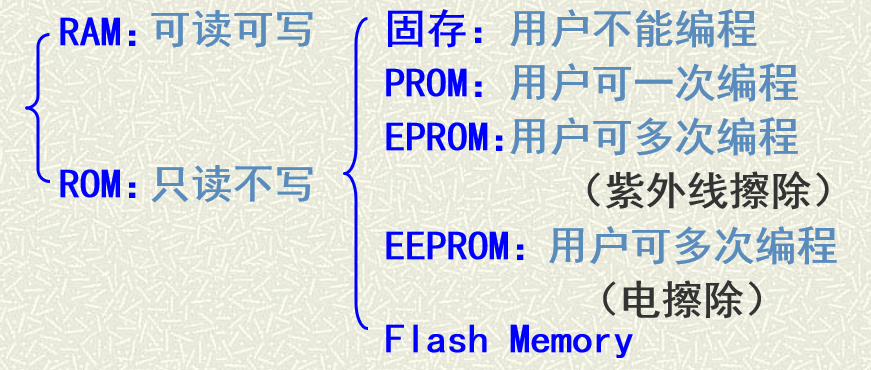 RAM：可读可写
ROM：只读不写
固存：用户不能编程
PROM：用户可一次编程
EPROM:用户可多次编程
（紫外线擦除）
EEPROM：用户可多次编程
（电擦除）
Flash Memory